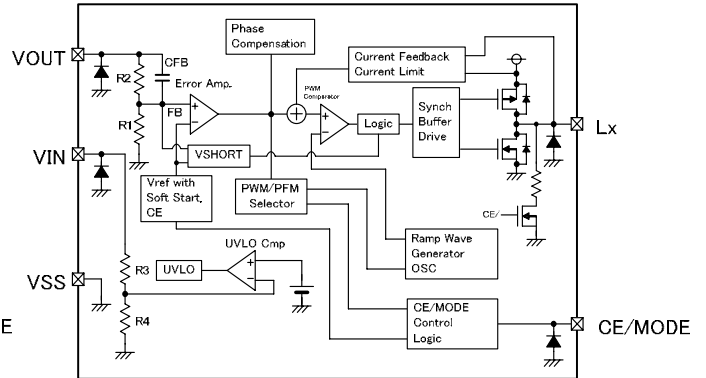 Phase
Compensation
VOUT
R2
CFB
Error Amp.
Current Feedback
Current Limit
PWM
Comparator
+
-
+
-
Synch
Buffer
Drive
Logic
R1
FB
Lx
VIN
VSHORT
Vref with
Soft Start,
CE
PWM/PFM
Selector
CE/
UVLO Cmp
Ramp Wave
Generator
OSC
VSS
R3
UVLO
+
-
R4
CE/MODE
Control
Logic
E
CE/MODE